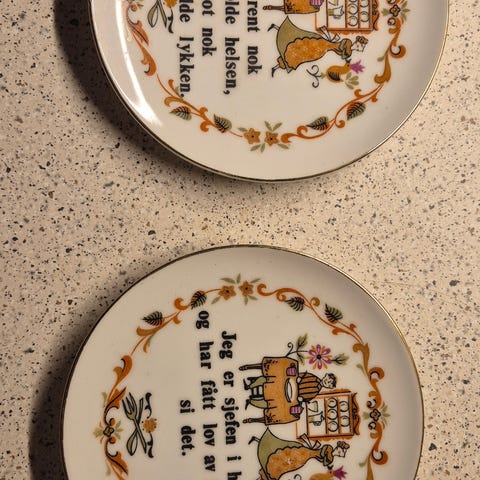 rent nok
lde helsen,
ot nok
lde lykken.
Jeg er sjefen i h
og har fått lov av
si det.